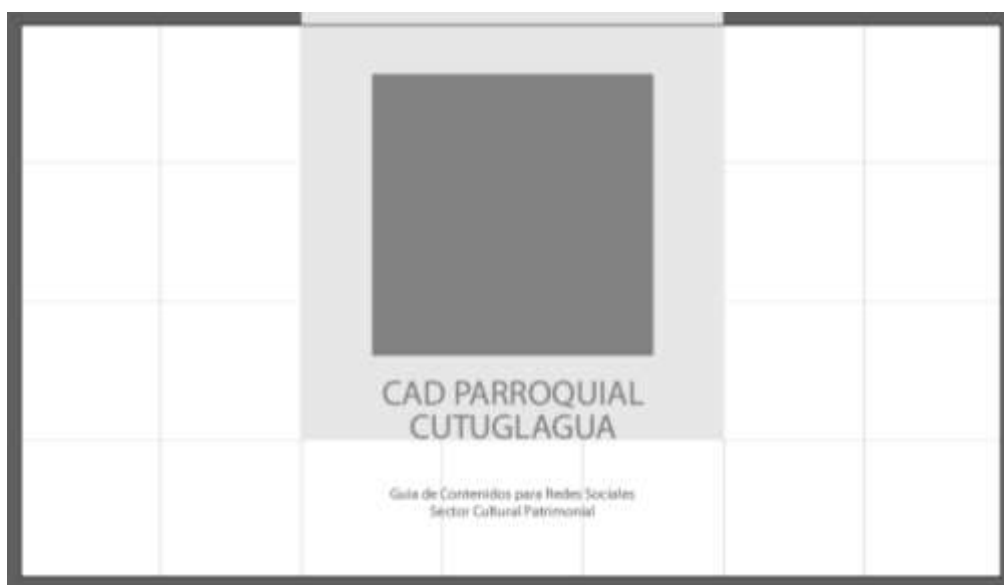 CAD PARROQUIAL
CUTUGLAGUA
Guia de Contenidos para Redes Sociales
Sector Cultural Patrimonial